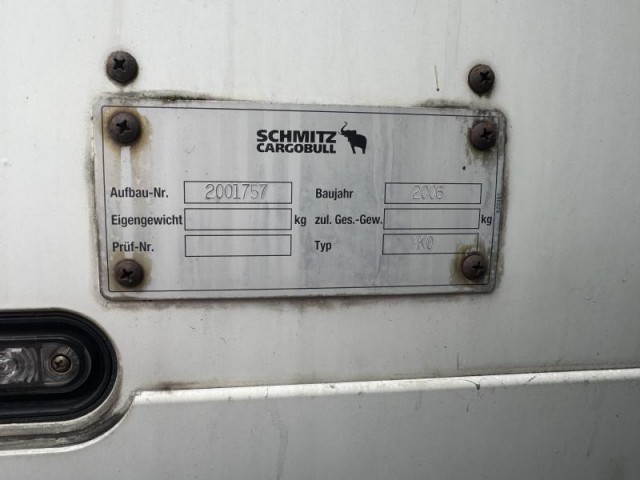 SCHMITZ
CARGOBULL
Aufbau-Nr. 2001757 Baujahr 2006
Eigengewicht kg zul. Ges.-Gew. kg
Prüf-Nr. Typ KO